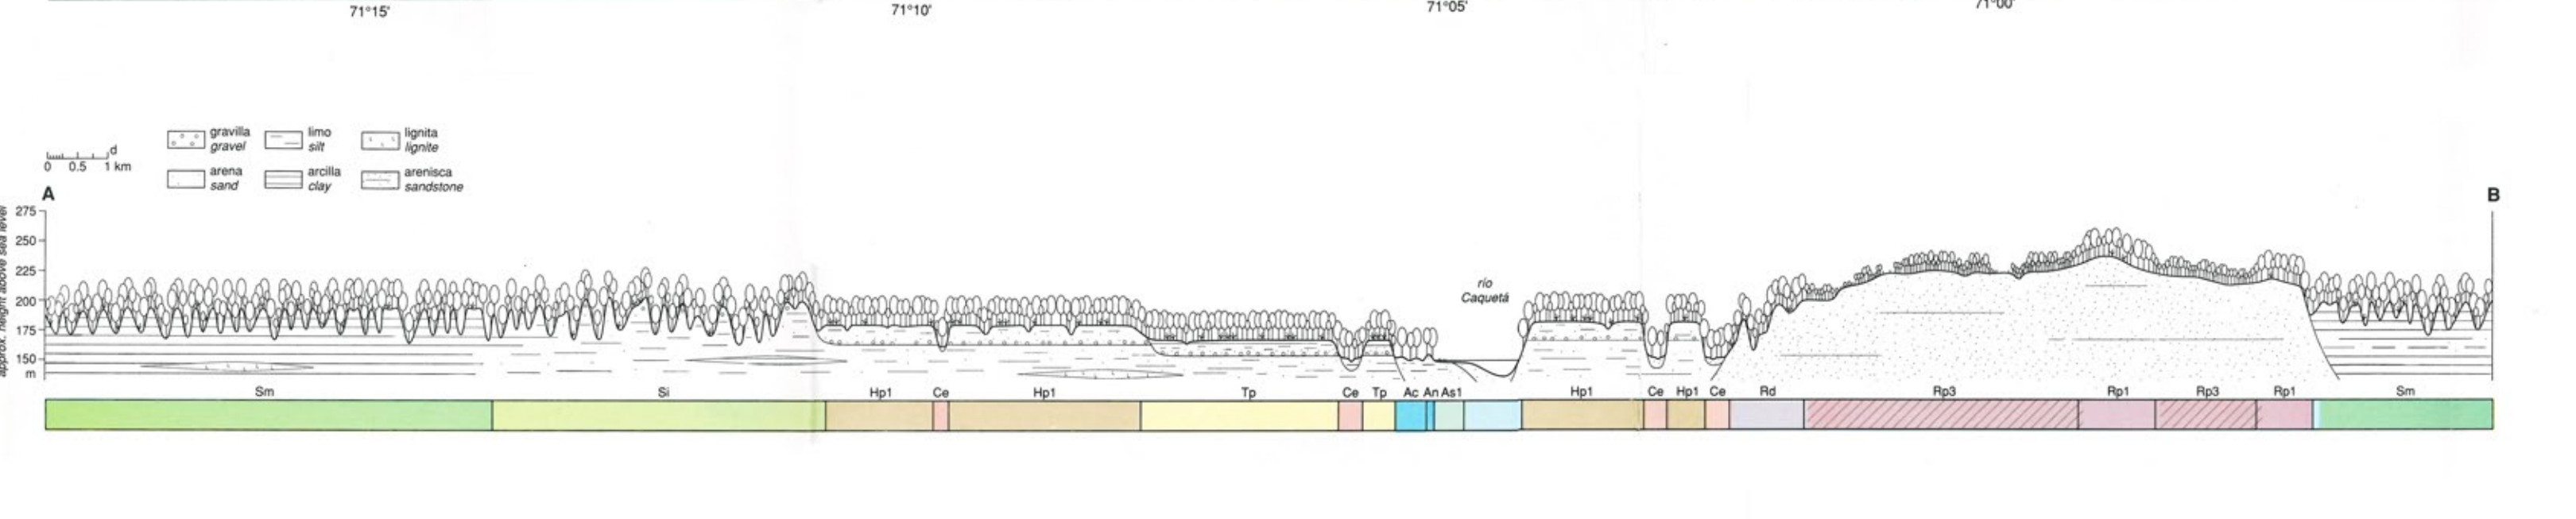 71°15'
71°10'
71°05'
71°00'
gravilla
gravel
limo
silt
lignita
lignite
d
0 0.5 1 km
arena
sand
arcilla
clay
arenisca
sandstone
A
B
approx. height above sea level
275
250
225
200
175
150
m
río
Caquetá
Sm Si Hp1 Ce Hp1 Tp Ce Tp Ac An As1 Hp1 Ce Hp1 Ce Rd Rp3 Rp1 Rp3 Rp1 Sm